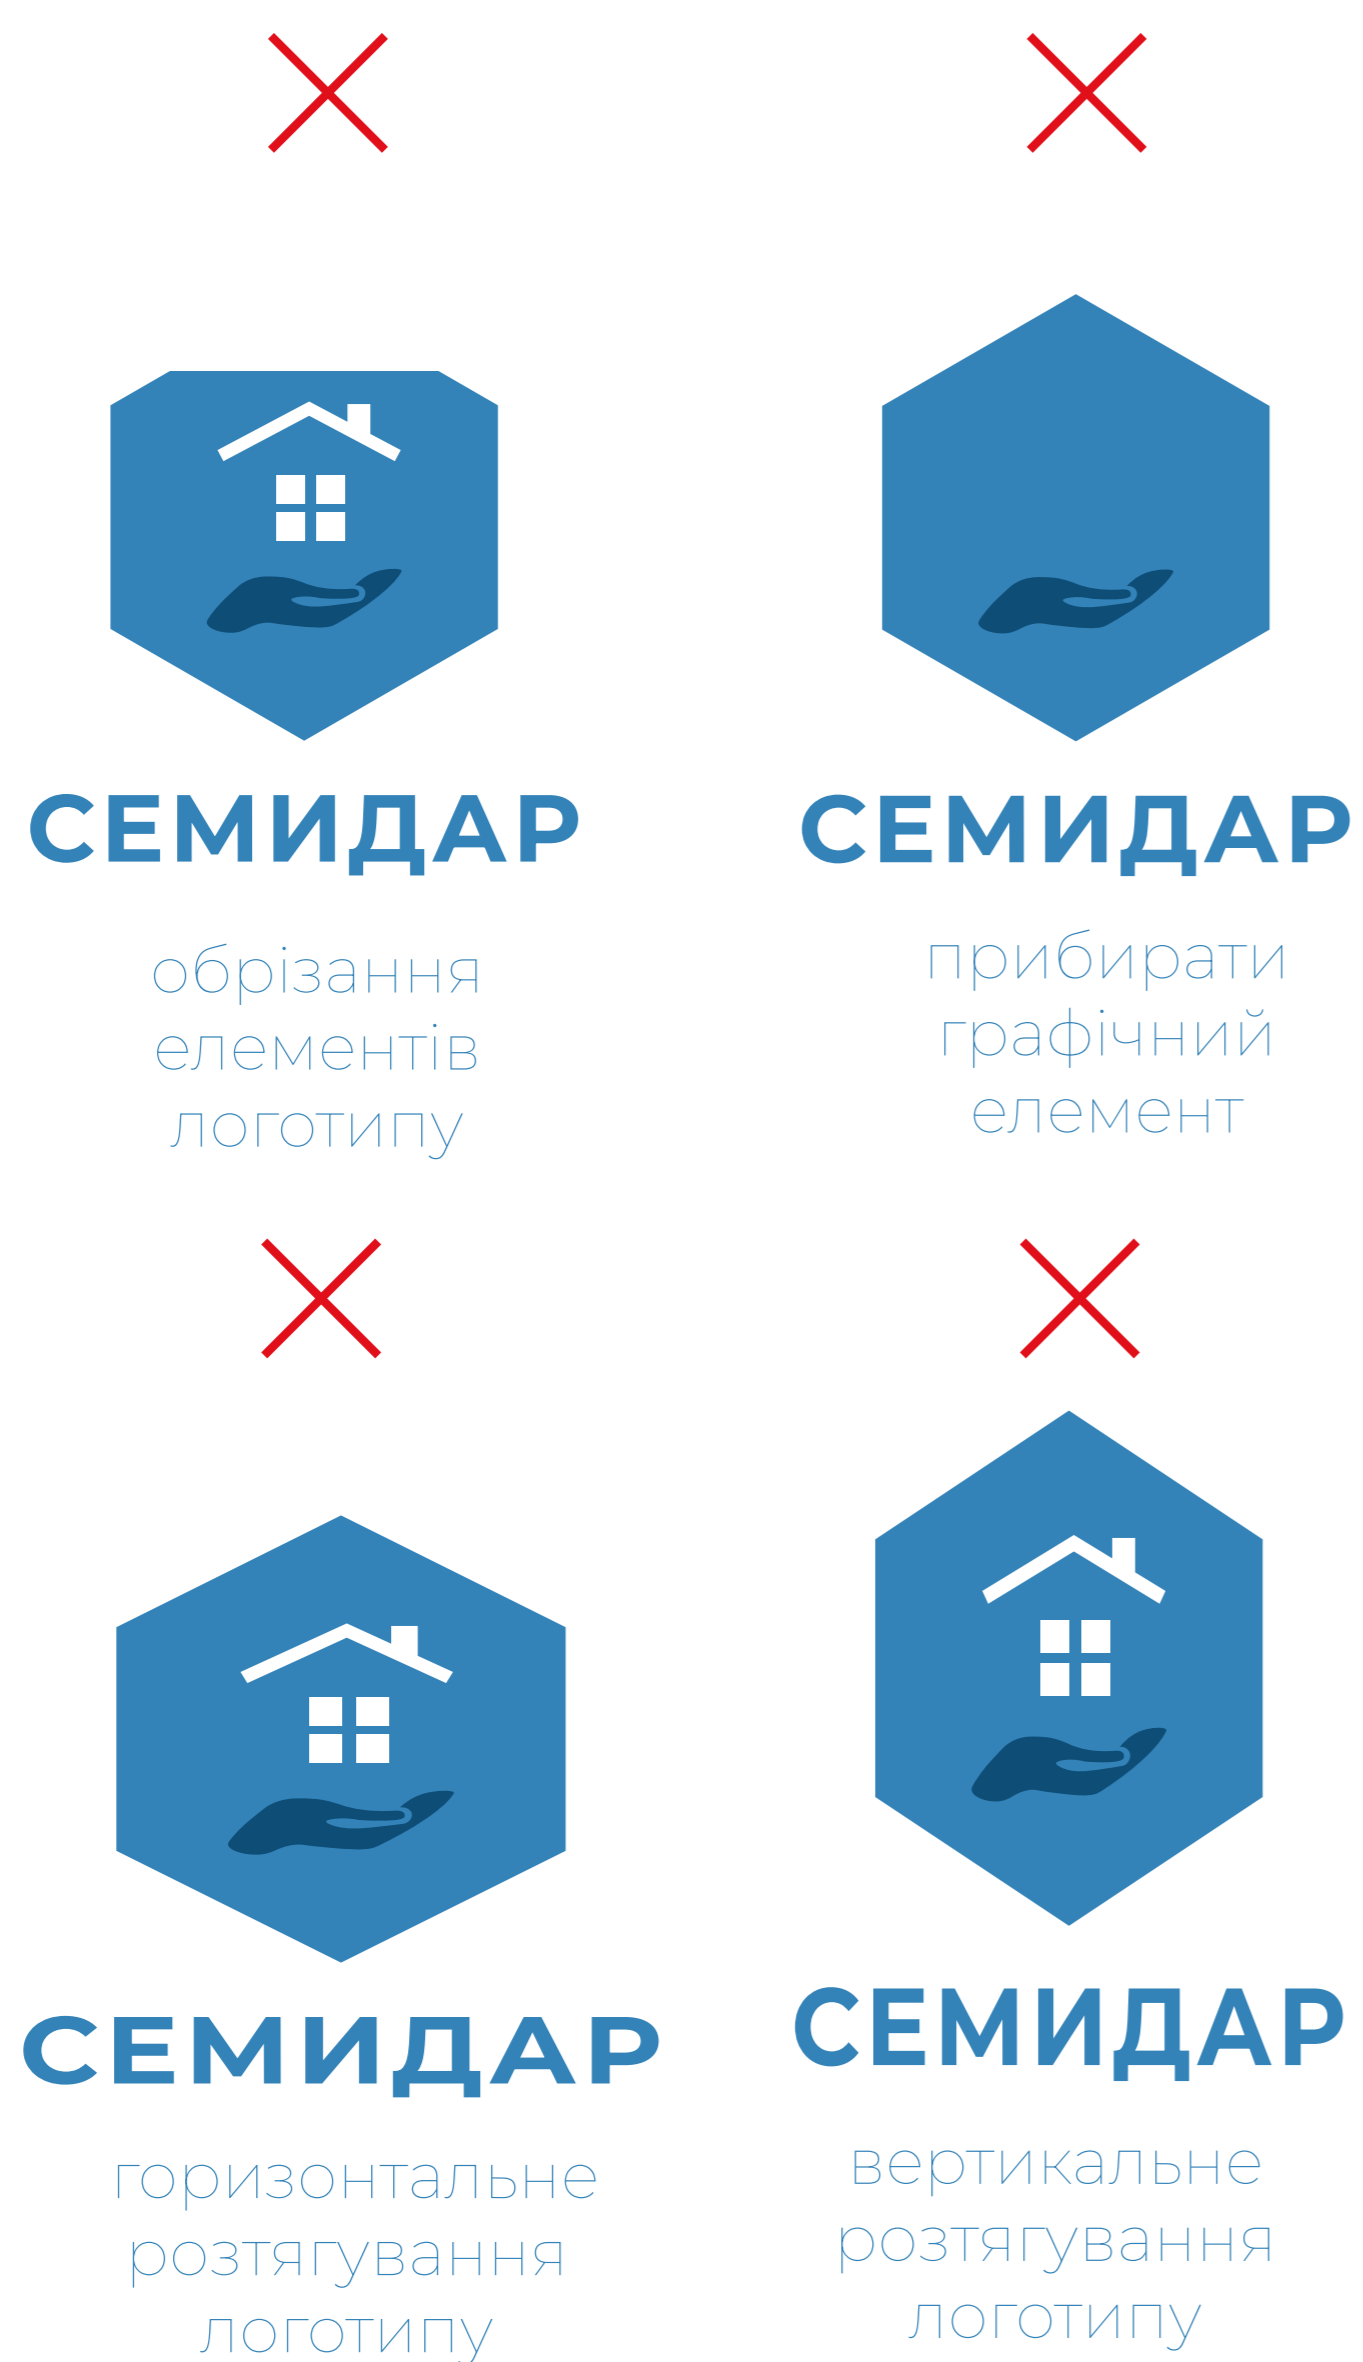 СЕМИДАР
обрізання
елементів
логотипу
СЕМИДАР
прибирати
графічний
елемент
СЕМИДАР
горизонтальне
розтягування
логотипу
СЕМИДАР
вертикальне
розтягування
логотипу